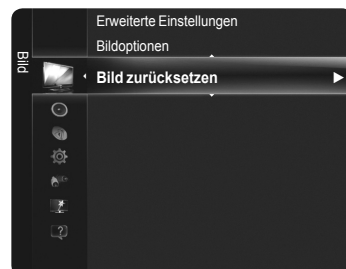 Bild
Erweiterte Einstellungen
Bildoptionen
Bild zurücksetzen